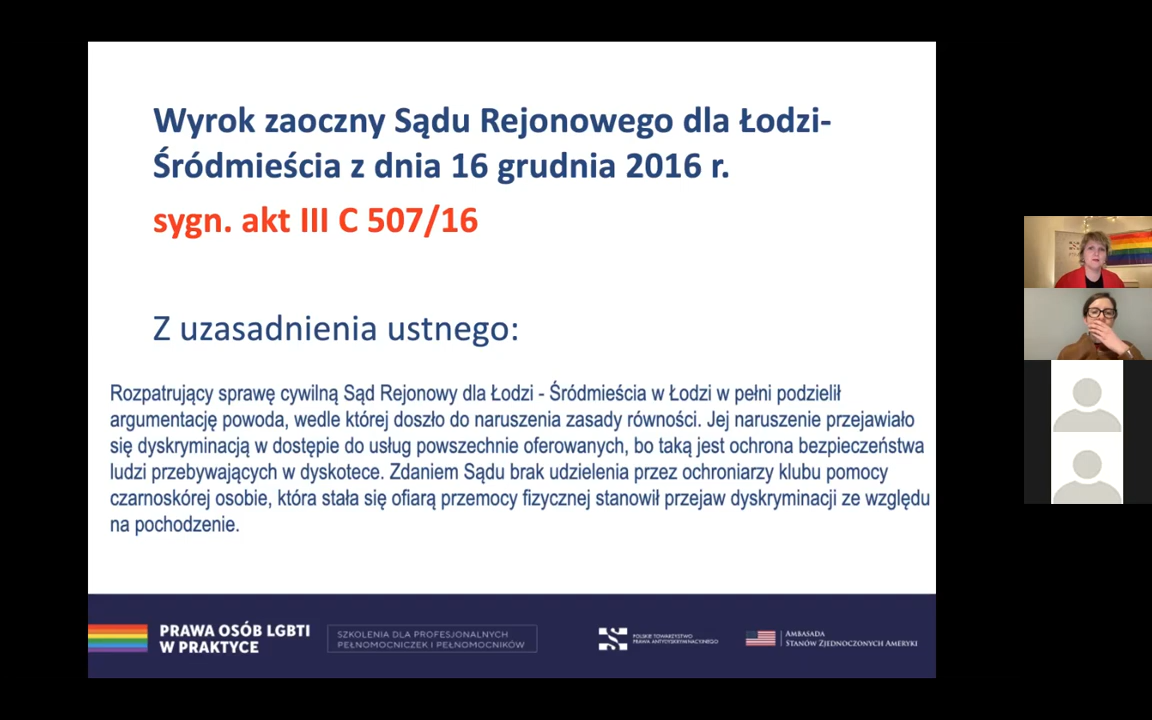 Wyrok zaoczny Sądu Rejonowego dla Łodzi-
Śródmieścia z dnia 16 grudnia 2016 r.
sygn. akt III C 507/16
Z uzasadnienia ustnego:
Rozpatrujący sprawę cywilną Sąd Rejonowy dla Łodzi - Śródmieścia w Łodzi w pełni podzielił
argumentację powoda, wedle której doszło do naruszenia zasady równości. Jej naruszenie przejawiało
się dyskryminacją w dostępie do usług powszechnie oferowanych, bo taką jest ochrona bezpieczeństwa
ludzi przebywających w dyskotece. Zdaniem Sądu brak udzielenia przez ochroniarzy klubu pomocy
czarnoskórej osobie, która stała się ofiarą przemocy fizycznej stanowił przejaw dyskryminacji ze względu
na pochodzenie.
PRAWA OSÓB LGBTI
W PRAKTYCE
SZKOLENIA DLA PROFESJONALNYCH
PEŁNOMOCNICZEK I PEŁNOMOCNIKÓW
POLSKIE TOWARZYSTWO
PRAWA ANTYDYSKRYMINACYJNEGO
AMBASADA
STANÓW ZJEDNOCZONYCH AMERYKI